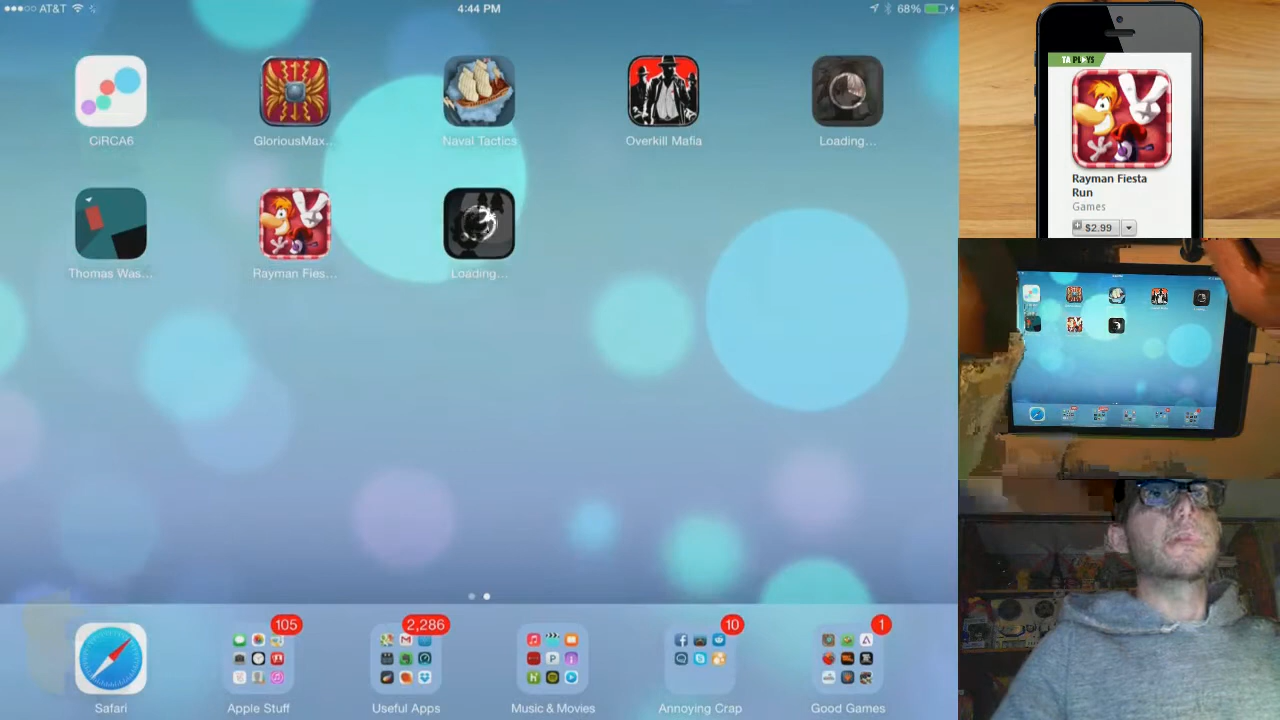 AT&T
4:44 PM
68%
CiRCA6
GloriousMax...
Naval Tactics
Overkill Mafia
Loading...
Thomas Was...
Rayman Fies...
Loading...
105
2,286
10
1
Safari
Apple Stuff
Useful Apps
Music & Movies
Annoying Crap
Good Games
TA PLAYS
Rayman Fiesta
Run
Games
$2.99